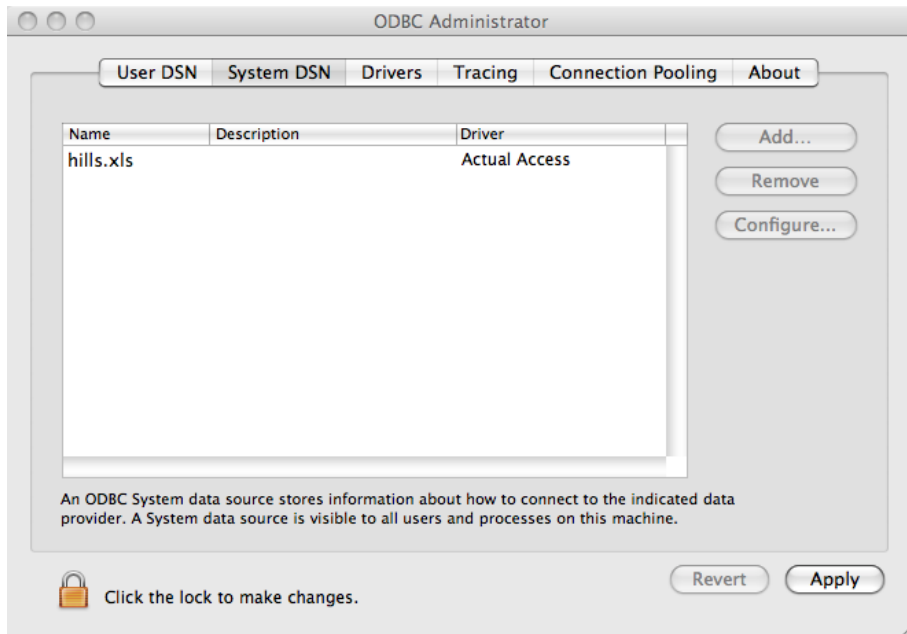 ODBC Administrator
User DSN System DSN Drivers Tracing Connection Pooling About
Name Description Driver
hills.xls Actual Access
Add...
Remove
Configure...
An ODBC System data source stores information about how to connect to the indicated data
provider. A System data source is visible to all users and processes on this machine.
Click the lock to make changes.
Revert Apply